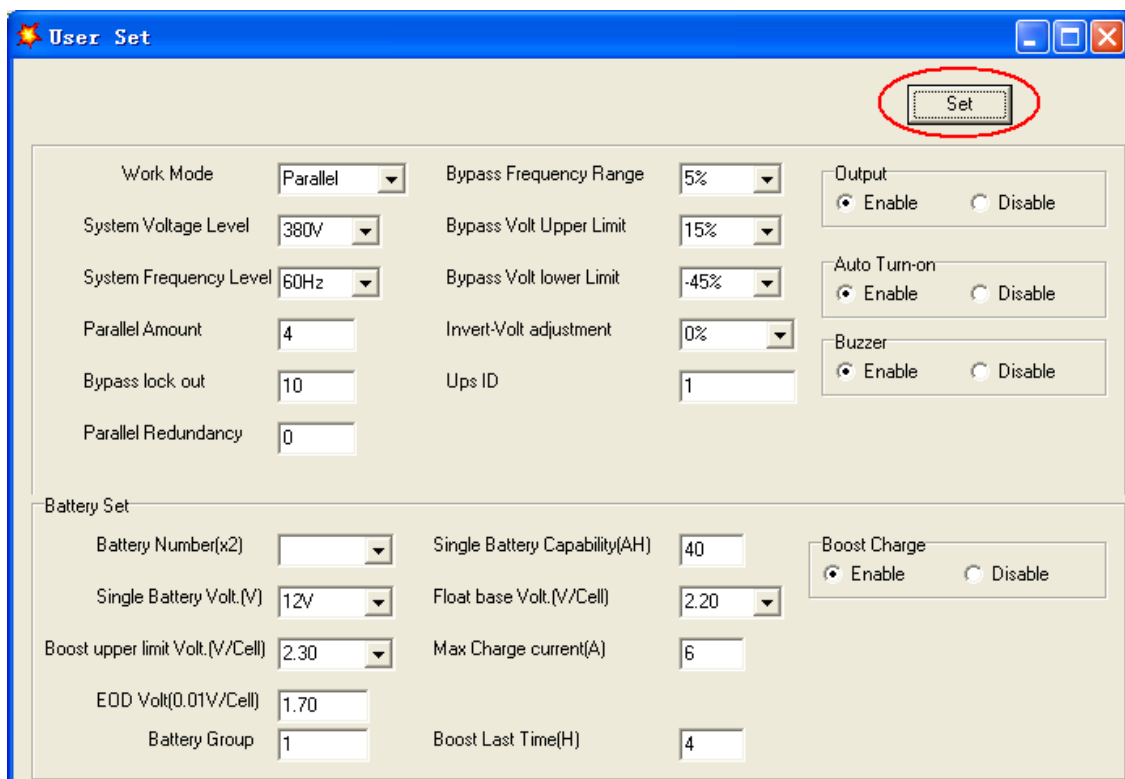 User Set
Set
Work Mode Parallel Bypass Frequency Range 5% Output
Enable Disable
System Voltage Level 380V Bypass Volt Upper Limit 15%
System Frequency Level 60Hz Bypass Volt lower Limit -45% Auto Turn-on
Enable Disable
Parallel Amount 4 Invert-Volt adjustment 0% Buzzer
Enable Disable
Bypass lock out 10 Ups ID 1
Parallel Redundancy 0
Battery Set
Battery Number(x2) Single Battery Capability(AH) 40 Boost Charge
Enable Disable
Single Battery Volt.(V) 12V Float base Volt.(V/Cell) 2.20
Boost upper limit Volt.(V/Cell) 2.30 Max Charge current(A) 6
EOD Volt(0.01V/Cell) 1.70
Battery Group 1 Boost Last Time(H) 4